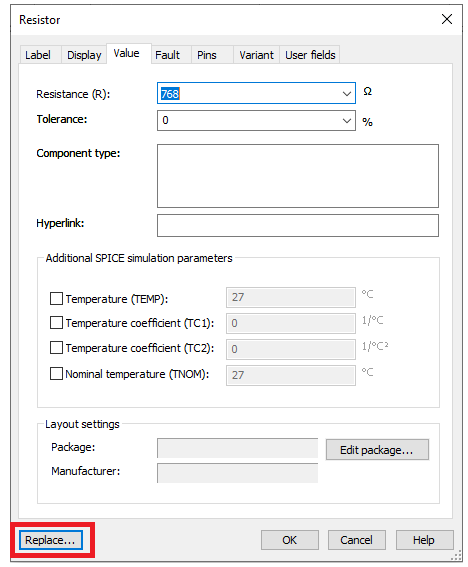 Resistor
Label Display Value Fault Pins Variant User fields
Resistance (R): 768 Ω
Tolerance: 0 %
Component type:
Hyperlink:
Additional SPICE simulation parameters
Temperature (TEMP): 27 °C
Temperature coefficient (TC1): 0 1/°C
Temperature coefficient (TC2): 0 1/°C²
Nominal temperature (TNOM): 27 °C
Layout settings
Package: Edit package...
Manufacturer:
Replace... OK Cancel Help